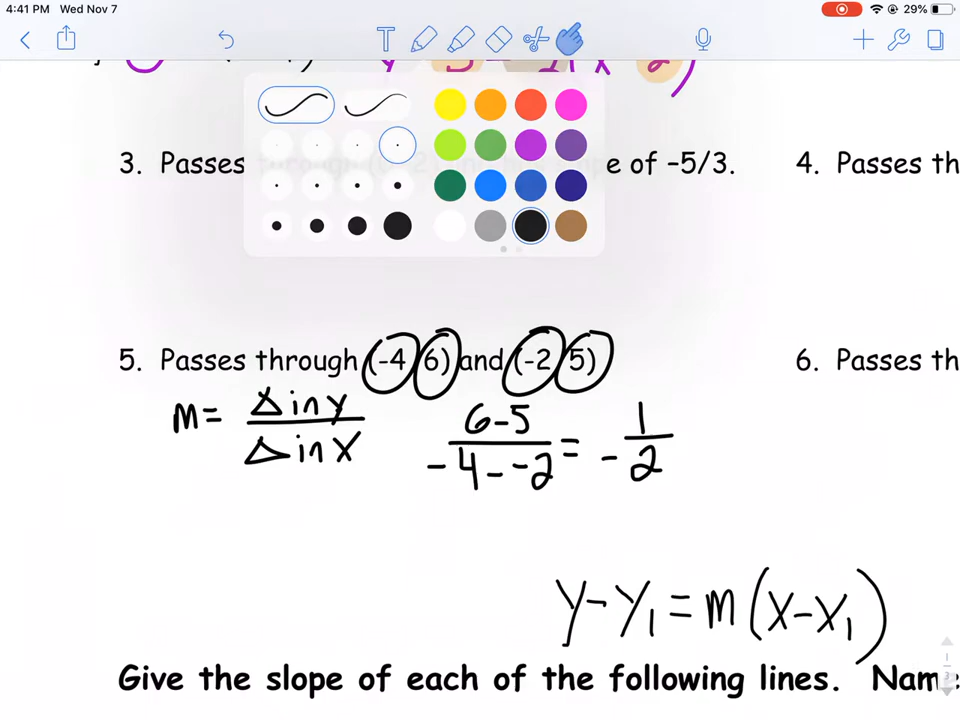 4:41 PM Wed Nov 7 29%
T
3. Passes through e of –5/3. 4. Passes th
5. Passes through (-4, 6) and (-2, 5) 6. Passes th
m = Δ in y / Δ in x 6-5 / -4--2 = - 1/2
y - y₁ = m(x - x₁)
Give the slope of each of the following lines. Name